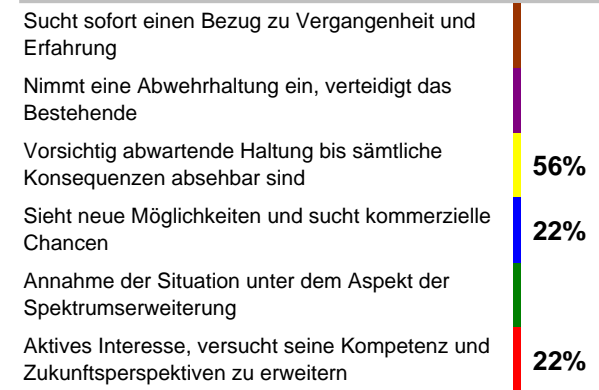 Sucht sofort einen Bezug zu Vergangenheit und
Erfahrung
Nimmt eine Abwehrhaltung ein, verteidigt das
Bestehende
Vorsichtig abwartende Haltung bis sämtliche
Konsequenzen absehbar sind
56%
Sieht neue Möglichkeiten und sucht kommerzielle
Chancen
22%
Annahme der Situation unter dem Aspekt der
Spektrumserweiterung
Aktives Interesse, versucht seine Kompetenz und
Zukunftsperspektiven zu erweitern
22%